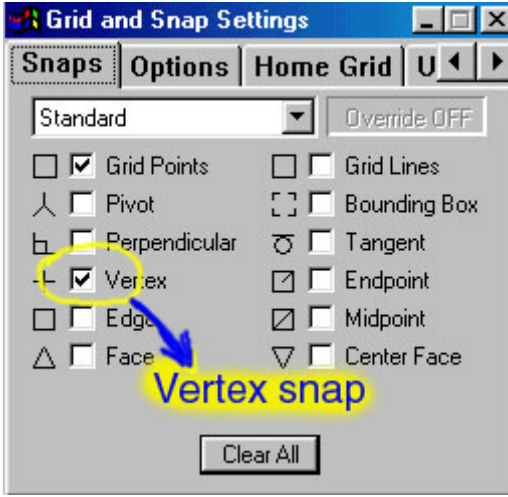 Grid and Snap Settings
Snaps Options Home Grid U
Standard Override OFF
Grid Points Grid Lines
Pivot Bounding Box
Perpendicular Tangent
Vertex Endpoint
Edge Midpoint
Face Center Face
Vertex snap
Clear All